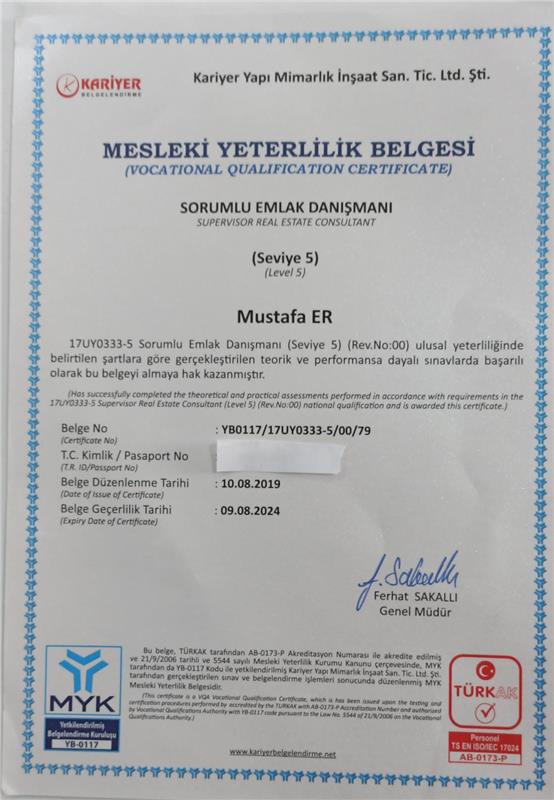 KARİYER
BELGELENDİRME
Kariyer Yapı Mimarlık İnşaat San. Tic. Ltd. Şti.
MESLEKİ YETERLİLİK BELGESİ
(VOCATIONAL QUALIFICATION CERTIFICATE)
SORUMLU EMLAK DANIŞMANI
SUPERVISOR REAL ESTATE CONSULTANT
(Seviye 5)
(Level 5)
Mustafa ER
17UY0333-5 Sorumlu Emlak Danışmanı (Seviye 5) (Rev.No:00) ulusal yeterliliğinde
belirtilen şartlara göre gerçekleştirilen teorik ve performansa dayalı sınavlarda başarılı
olarak bu belgeyi almaya hak kazanmıştır.
(Has successfully completed the theoretical and practical assessments performed in accordance with requirements in the
17UY0333-5 Supervisor Real Estate Consultant (Level 5) (Rev.No:00) national qualification and is awarded this certificate.)
Belge No : YB0117/17UY0333-5/00/79
(Certificate No)
T.C. Kimlik / Pasaport No :
(T.R. ID/Passport No)
Belge Düzenlenme Tarihi : 10.08.2019
(Date of Issue of Certificate)
Belge Geçerlilik Tarihi : 09.08.2024
(Expiry Date of Certificate)
Ferhat SAKALLI
Genel Müdür
Bu belge, TÜRKAK tarafından AB-0173-P Akreditasyon Numarası ile akredite edilmiş
ve 21/9/2006 tarihli ve 5544 sayılı Mesleki Yeterlilik Kurumu Kanunu çerçevesinde, MYK
tarafından da YB-0117 Kodu ile yetkilendirilmiş Kariyer Yapı Mimarlık İnşaat San. Tic. Ltd. Şti.
tarafından gerçekleştirilen sınav ve belgelendirme işlemleri sonucunda düzenlenmiş MYK
Mesleki Yeterlilik Belgesidir.
(This certificate is a VQA Vocational Qualification Certificate, which has been issued upon the testing and
certification procedures performed by accredited by the TURKAK with AB-0173-P Accreditation Number and authorized
by Vocational Qualifications Authority with YB-0117 code pursuant to the Law No. 5544 of 21/9/2006 on the Vocational
Qualifications Authority.)
MYK
Yetkilendirilmiş
Belgelendirme Kuruluşu
YB-0117
TÜRKAK
Personel
TS EN ISO/IEC 17024
AB-0173-P
www.kariyerbelgelendirme.net